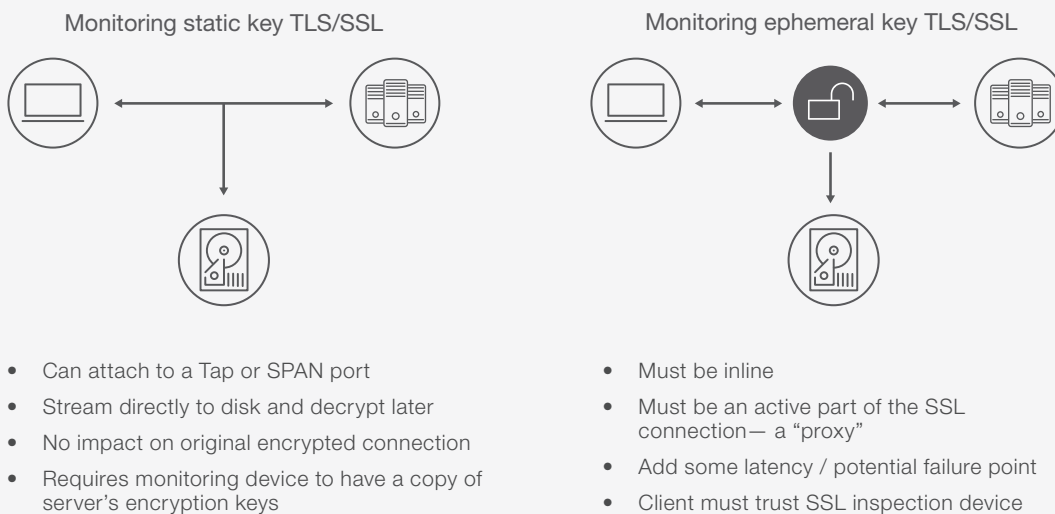 Monitoring static key TLS/SSL
• Can attach to a Tap or SPAN port
• Stream directly to disk and decrypt later
• No impact on original encrypted connection
• Requires monitoring device to have a copy of
server’s encryption keys
Monitoring ephemeral key TLS/SSL
• Must be inline
• Must be an active part of the SSL
connection— a “proxy”
• Add some latency / potential failure point
• Client must trust SSL inspection device